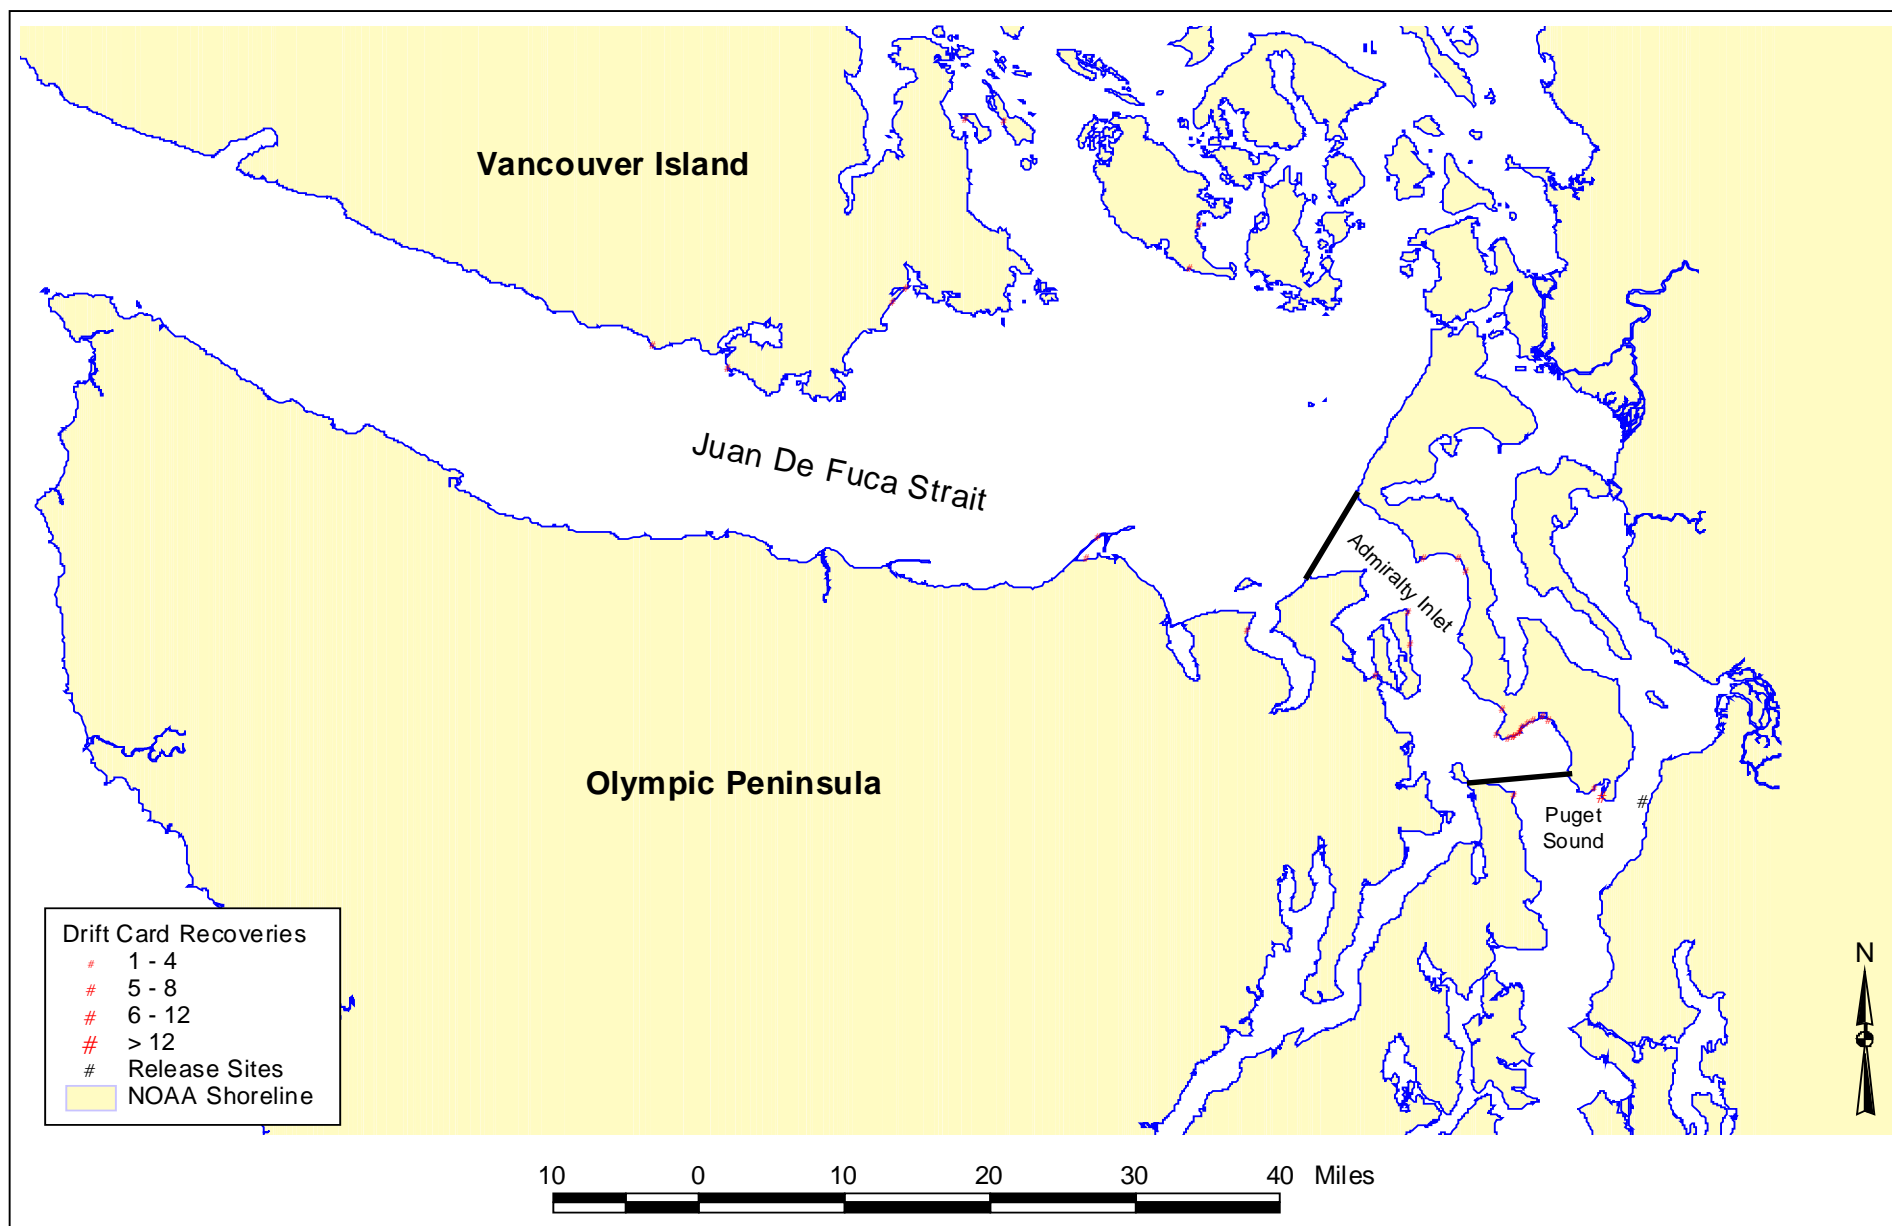 Vancouver Island
Juan De Fuca Strait
Admiralty Inlet
Olympic Peninsula
Puget
Sound
Drift Card Recoveries
# 1 - 4
# 5 - 8
# 6 - 12
# > 12
# Release Sites
NOAA Shoreline
N
10 0 10 20 30 40 Miles